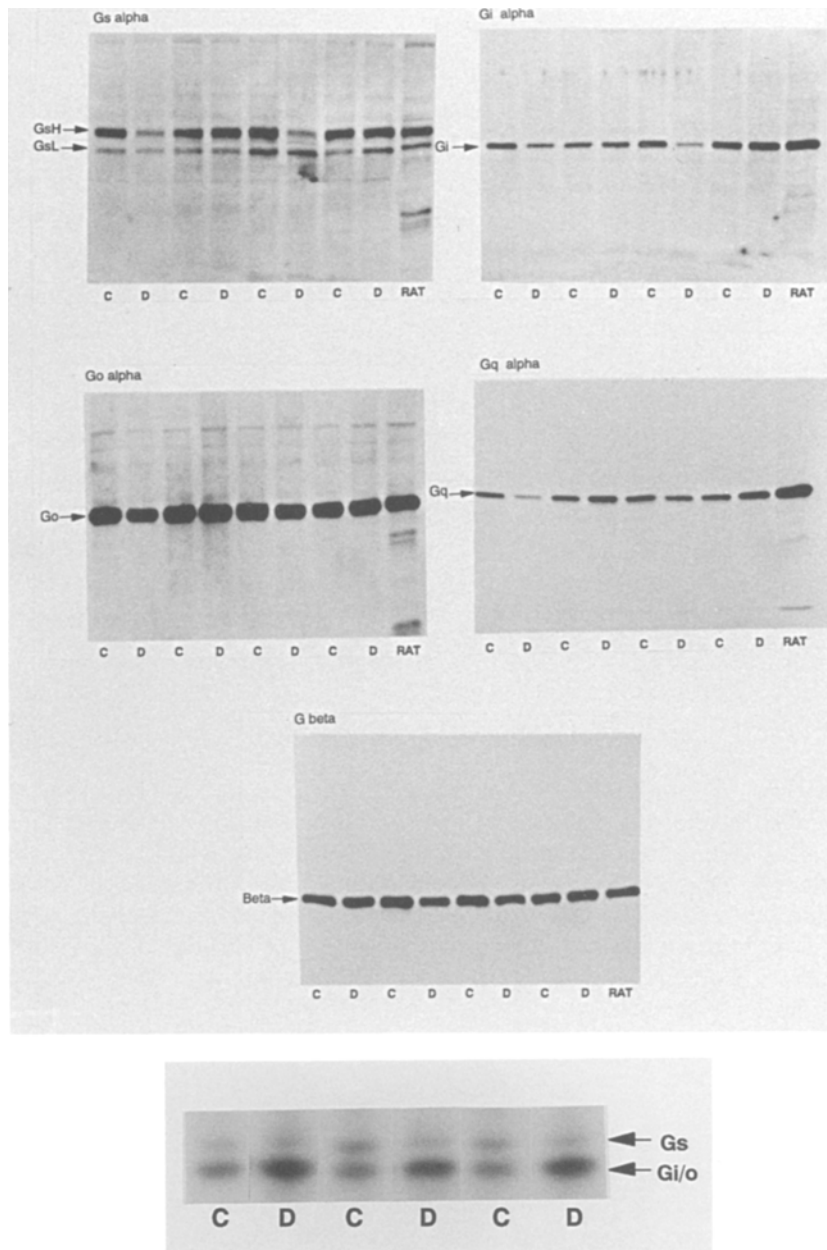 Gs alpha
GsH
GsL
C D C D C D C D RAT
Gi alpha
Gi
C D C D C D C D RAT
Go alpha
Go
C D C D C D C D RAT
Gq alpha
Gq
C D C D C D C D RAT
G beta
Beta
C D C D C D C D RAT
Gs
Gi/o
C D C D C D